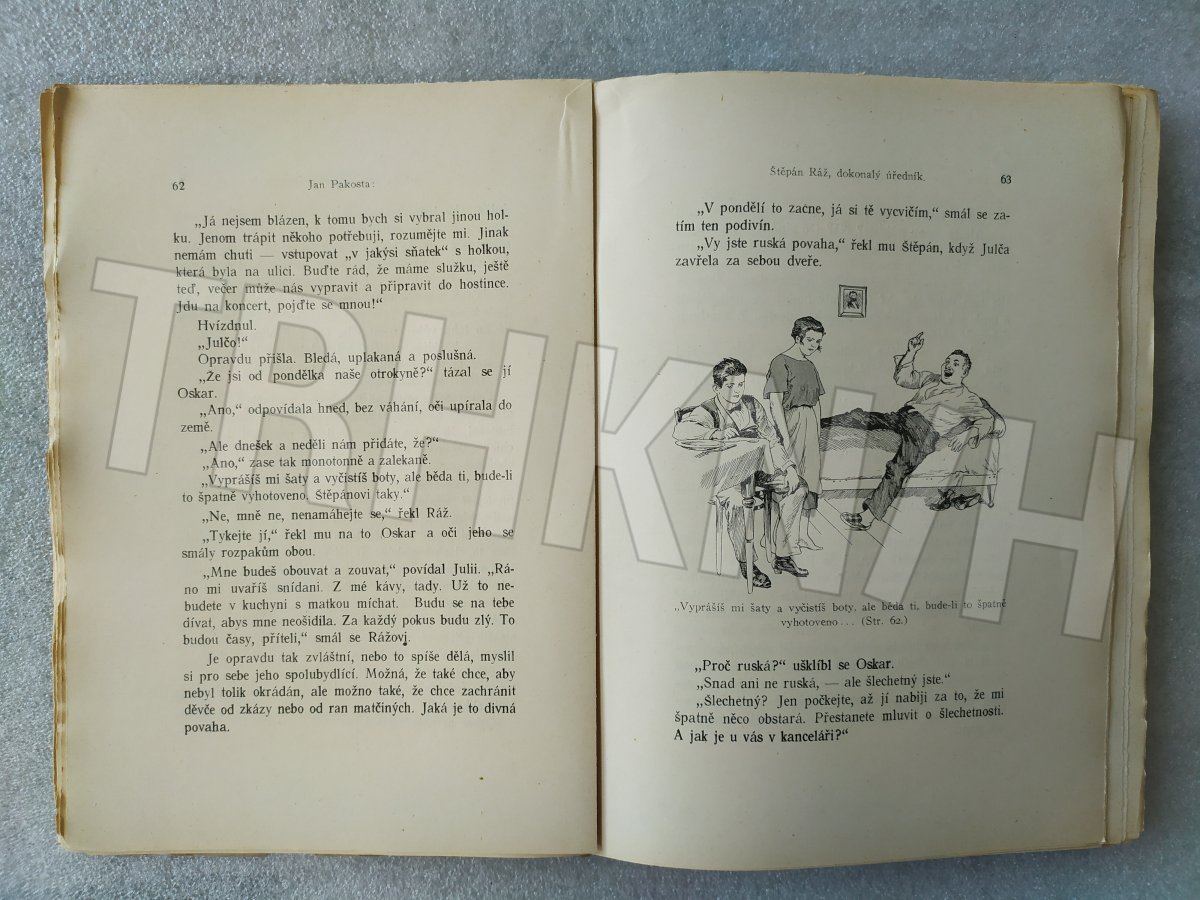 62
Jan Pakosta:
„Já nejsem blázen, k tomu bych si vybral jinou hol-
ku. Jenom trápit někoho potřebuji, rozumějte mi. Jinak
nemám chuti — vstupovat „v jakýsi sňatek“ s holkou,
která byla na ulici. Buďte rád, že máme služku, ještě
teď, večer může nás vypravit a připravit do hostince.
Jdu na koncert, pojďte se mnou!“
Hvízdnul.
„Julčo!“
Opravdu přišla. Bledá, uplakaná a poslušná.
„Že jsi od pondělka naše otrokyně?“ tázal se jí
Oskar.
„Ano,“ odpovídala hned, bez váhání, oči upírala do
země.
„Ale dnešek a neděli nám přidáte, že?“
„Ano,“ zase tak monotonně a zalekaně.
„Vyprášíš mi šaty a vyčistíš boty, ale běda ti, bude-li
to špatně vyhotoveno. Štěpánovi taky.“
„Ne, mně ne, nenamáhejte se,“ řekl Ráž.
„Tykejte jí,“ řekl mu na to Oskar a oči jeho se
smály rozpakům obou.
„Mne budeš obouvat a zouvat,“ povídal Julii. „Rá-
no mi uvaříš snídani. Z mé kávy, tady. Už to ne-
budete v kuchyni s matkou míchat. Budu se na tebe
dívat, abys mne neošidila. Za každý pokus budu zlý. To
budou časy, příteli,“ smál se Rážovi.
Je opravdu tak zvláštní, nebo to spíše dělá, myslil
si pro sebe jeho spolubydlící. Možná, že také chce, aby
nebyl tolik okrádán, ale možno také, že chce zachránit
děvče od zkázy nebo od ran matčiných. Jaká je to divná
povaha.
Štěpán Ráž, dokonalý úředník.
63
„V pondělí to začne, já si tě vycvičím,“ smál se za-
tím ten podivín.
„Vy jste ruská povaha,“ řekl mu Štěpán, když Julča
zavřela za sebou dveře.
„Vyprášíš mi šaty a vyčistíš boty, ale běda ti, bude-li to špatně
vyhotoveno... (Str. 62.)
„Proč ruská?“ ušklíbl se Oskar.
„Snad ani ne ruská, — ale šlechetný jste.“
„Šlechetný? Jen počkejte, až jí nabiji za to, že mi
špatně něco obstará. Přestanete mluvit o šlechetnosti.
A jak je u vás v kanceláři?“
TRHKNIH